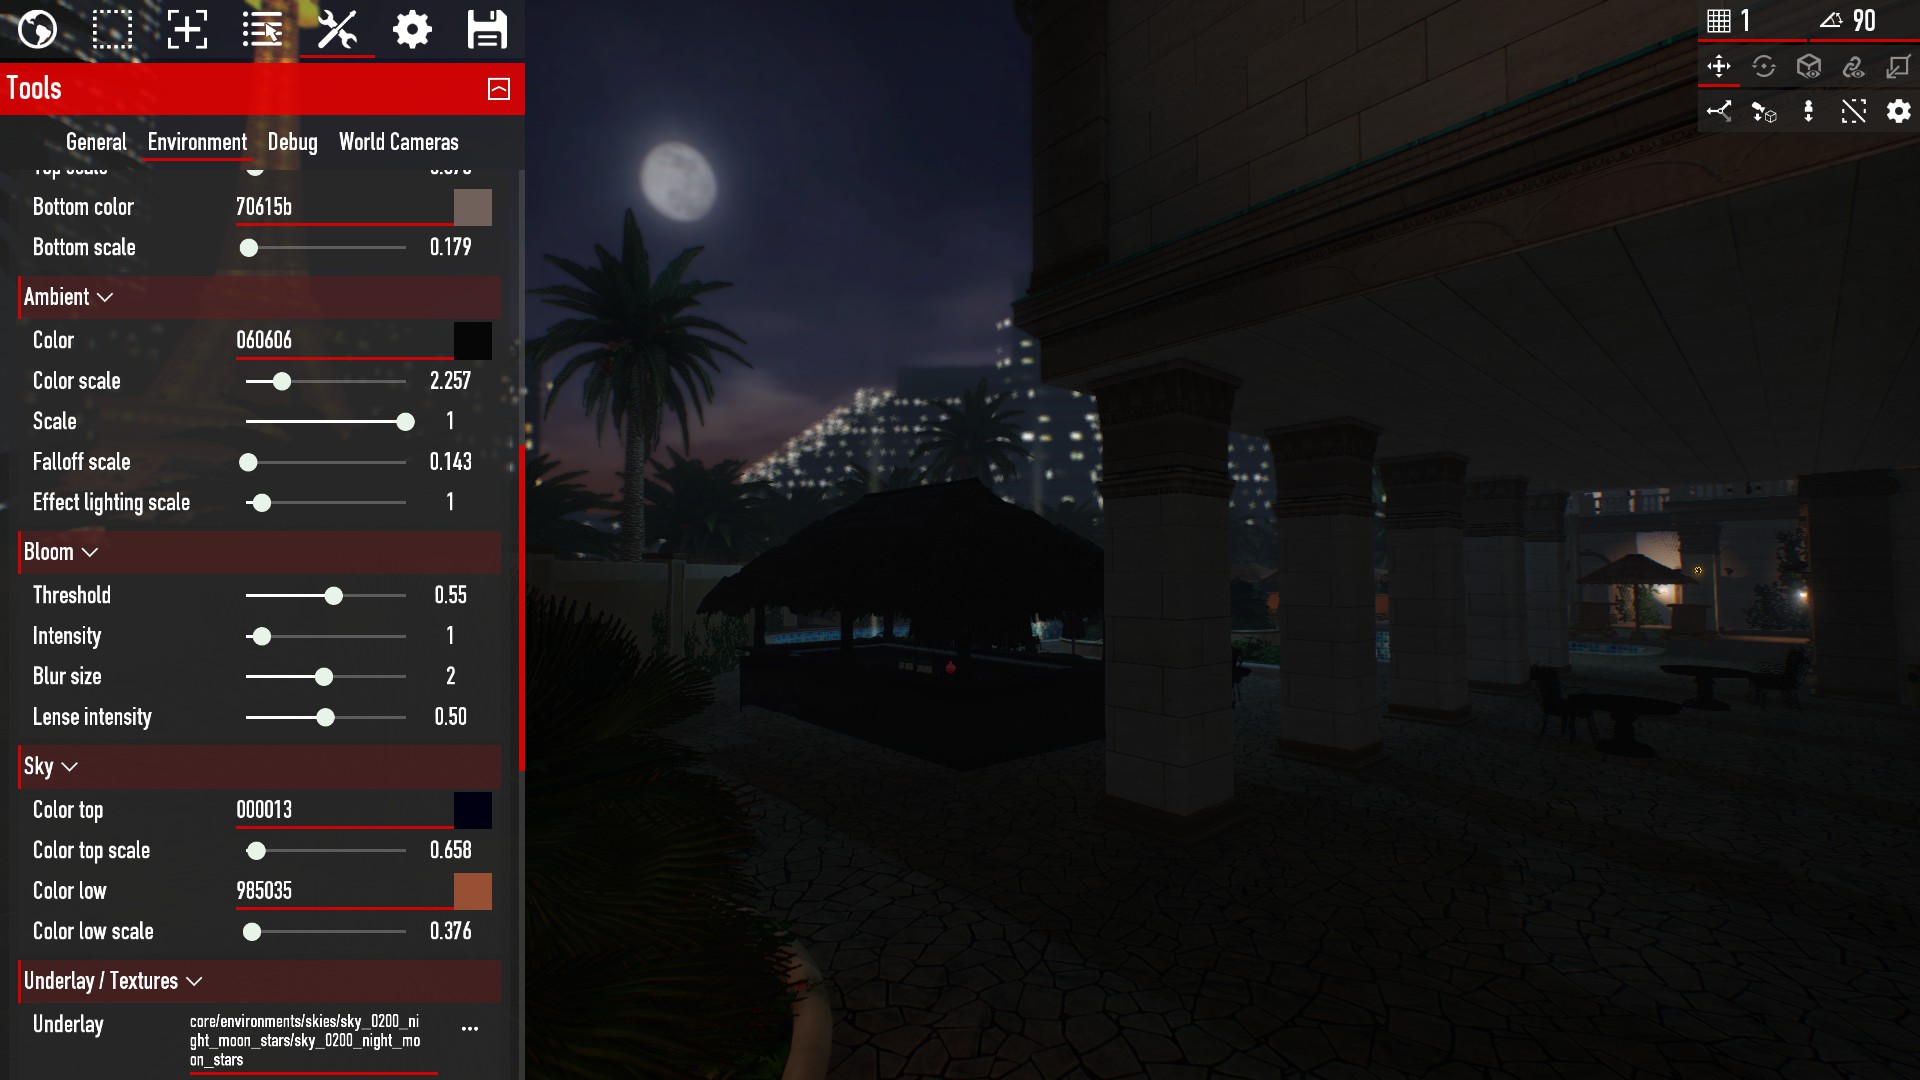 1
90
Tools
General Environment Debug World Cameras
Bottom color 70615b
Bottom scale 0.179
Ambient
Color 060606
Color scale 2.257
Scale 1
Falloff scale 0.143
Effect lighting scale 1
Bloom
Threshold 0.55
Intensity 1
Blur size 2
Lense intensity 0.50
Sky
Color top 000013
Color top scale 0.658
Color low 985035
Color low scale 0.376
Underlay / Textures
Underlay core/environments/skies/sky_0200_ni
ght_moon_stars/sky_0200_night_mo
on_stars